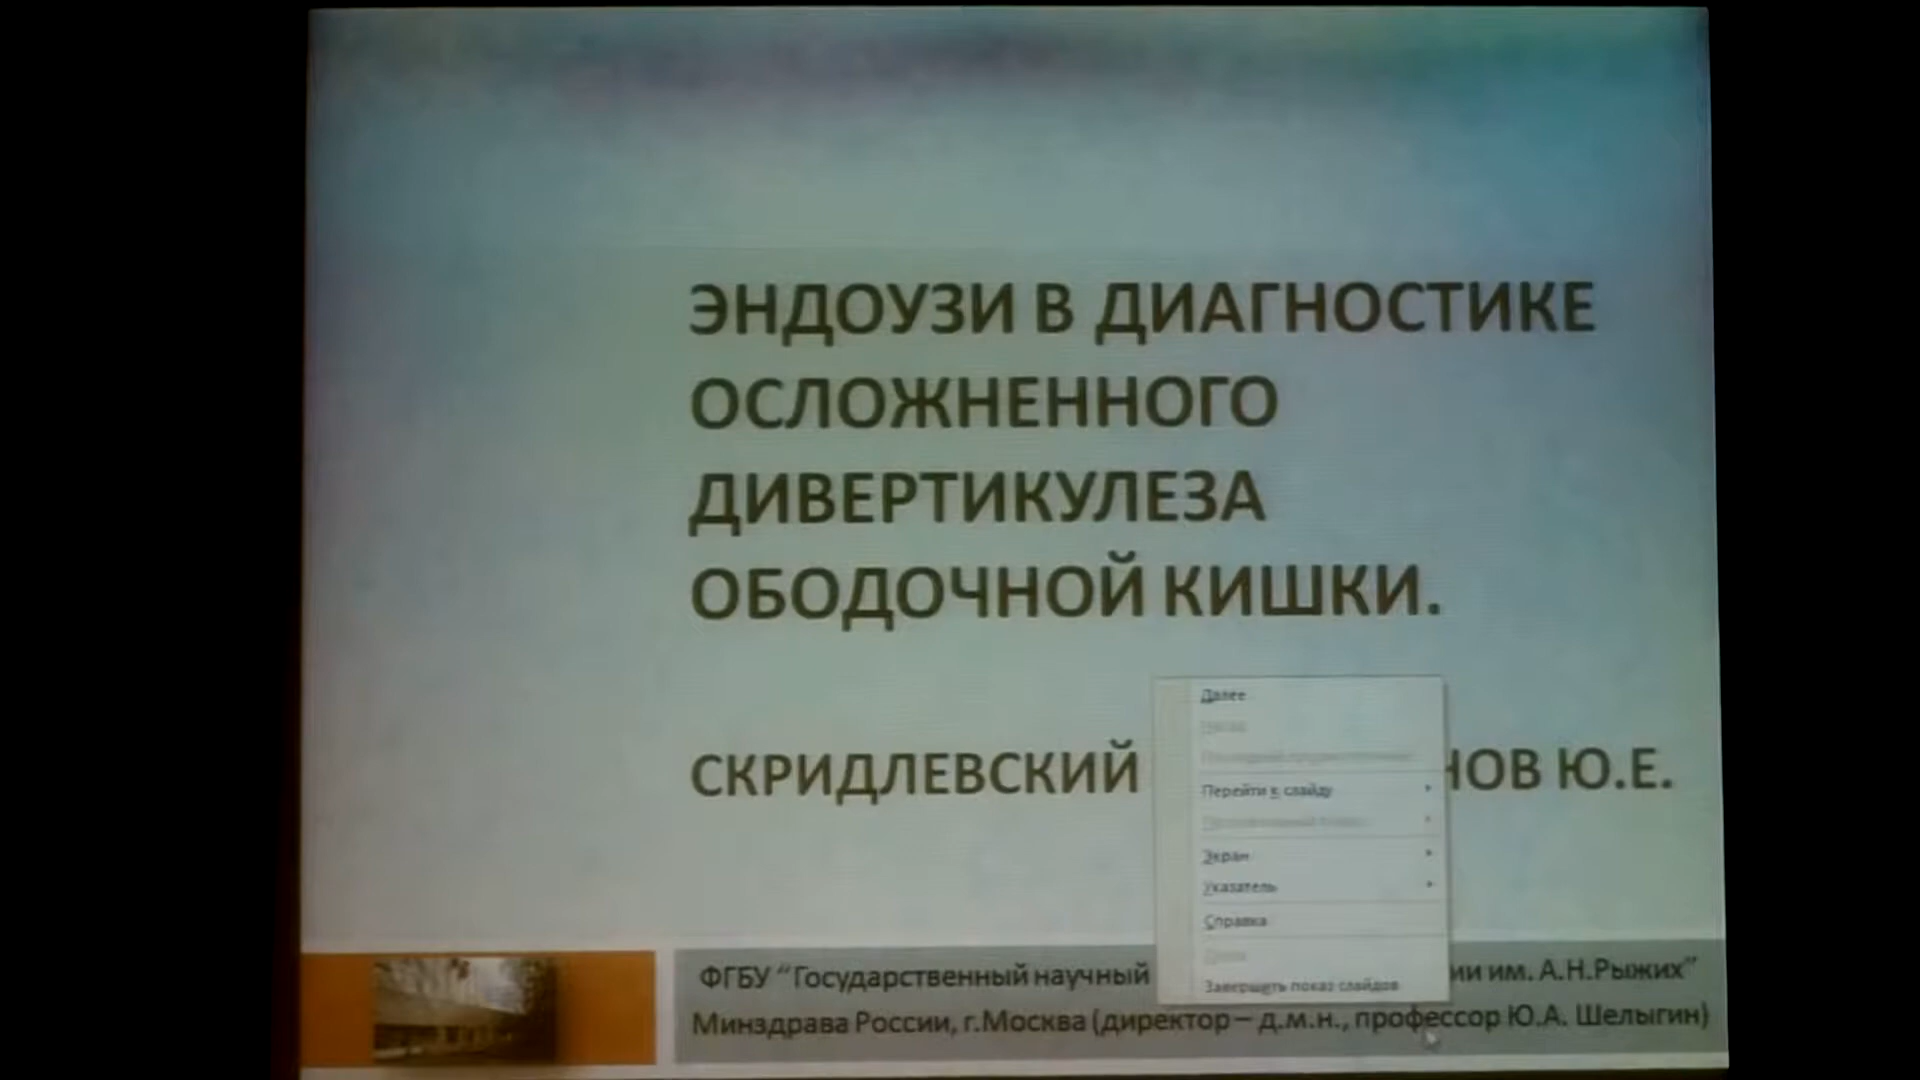 ЭНДОУЗИ В ДИАГНОСТИКЕ
ОСЛОЖНЕННОГО
ДИВЕРТИКУЛЕЗА
ОБОДОЧНОЙ КИШКИ.
СКРИДЛЕВСКИЙ НОВ Ю.Е.
Далее
Перейти к слайду
Экран
Указатель
Справка
Завершить показ слайдов
ФГБУ “Государственный научный ии им. А.Н.Рыжих”
Минздрава России, г.Москва (директор – д.м.н., профессор Ю.А. Шелыгин)